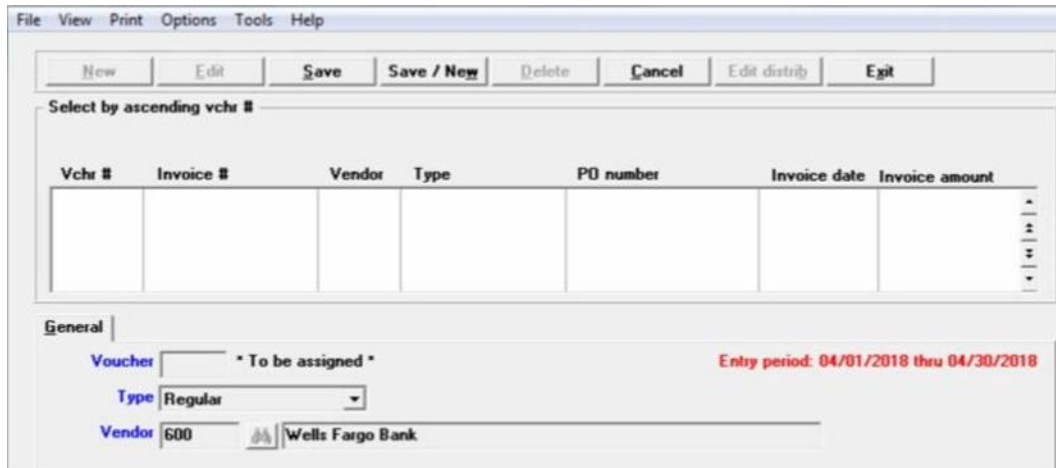 File View Print Options Tools Help
New Edit Save Save / New Delete Cancel Edit distrib Exit
Select by ascending vchr #
Vchr # Invoice # Vendor Type PO number Invoice date Invoice amount
General
Voucher * To be assigned * Entry period: 04/01/2018 thru 04/30/2018
Type Regular
Vendor 600 Wells Fargo Bank